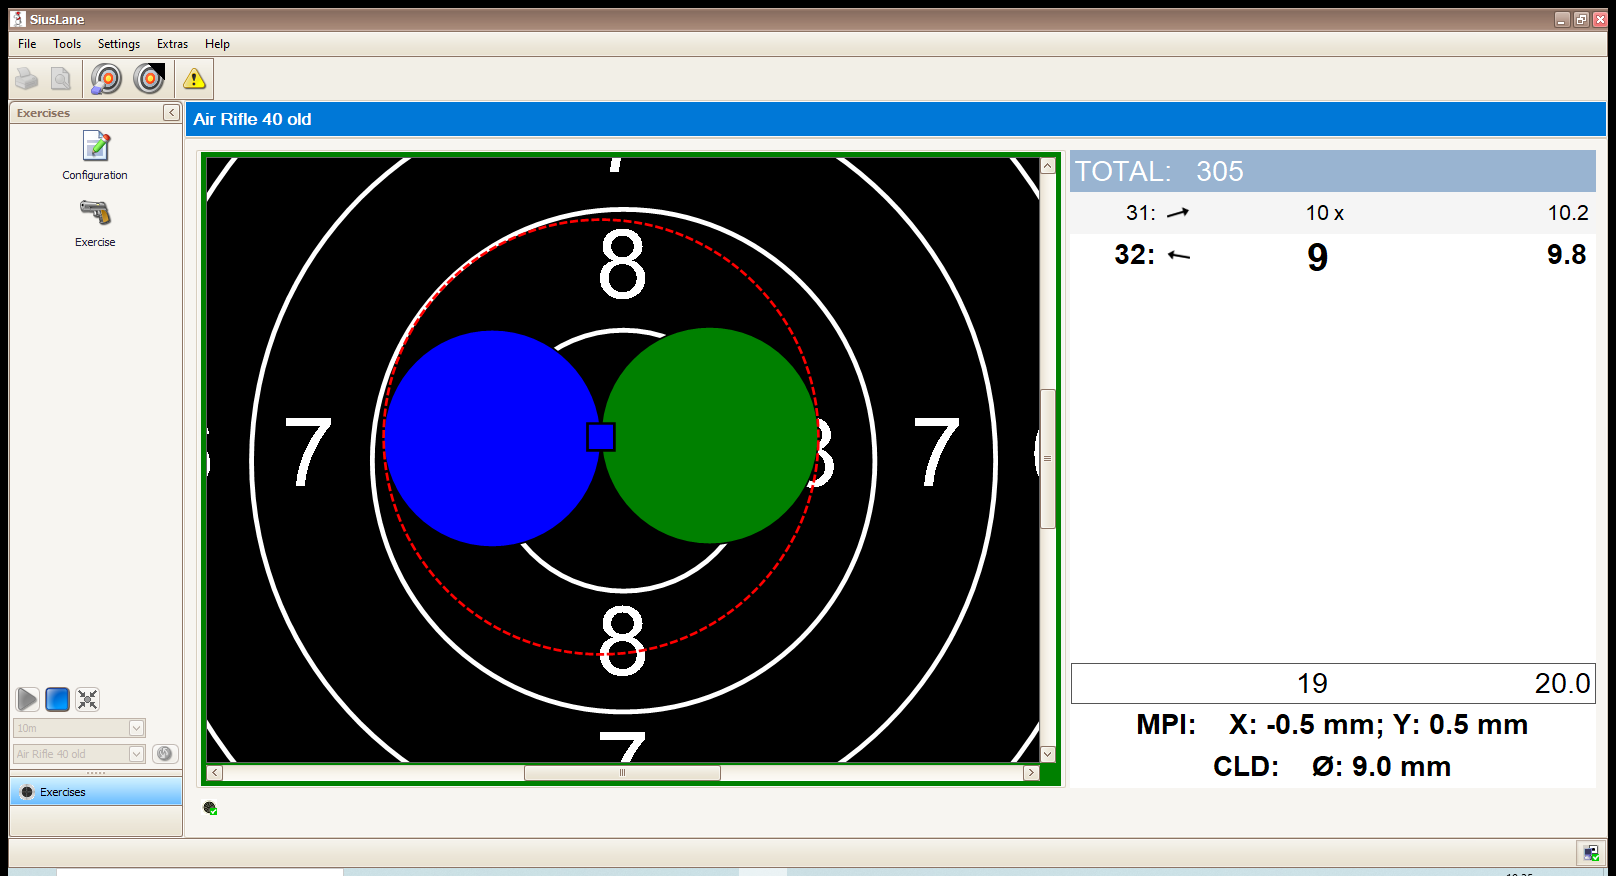 SiusLane
File Tools Settings Extras Help
Exercises
Configuration
Exercise
10m
Air Rifle 40 old
Exercises
Air Rifle 40 old
8
7
7
8
TOTAL: 305
31: 10 x 10.2
32: 9 9.8
19 20.0
MPI: X: -0.5 mm; Y: 0.5 mm
CLD: Ø: 9.0 mm